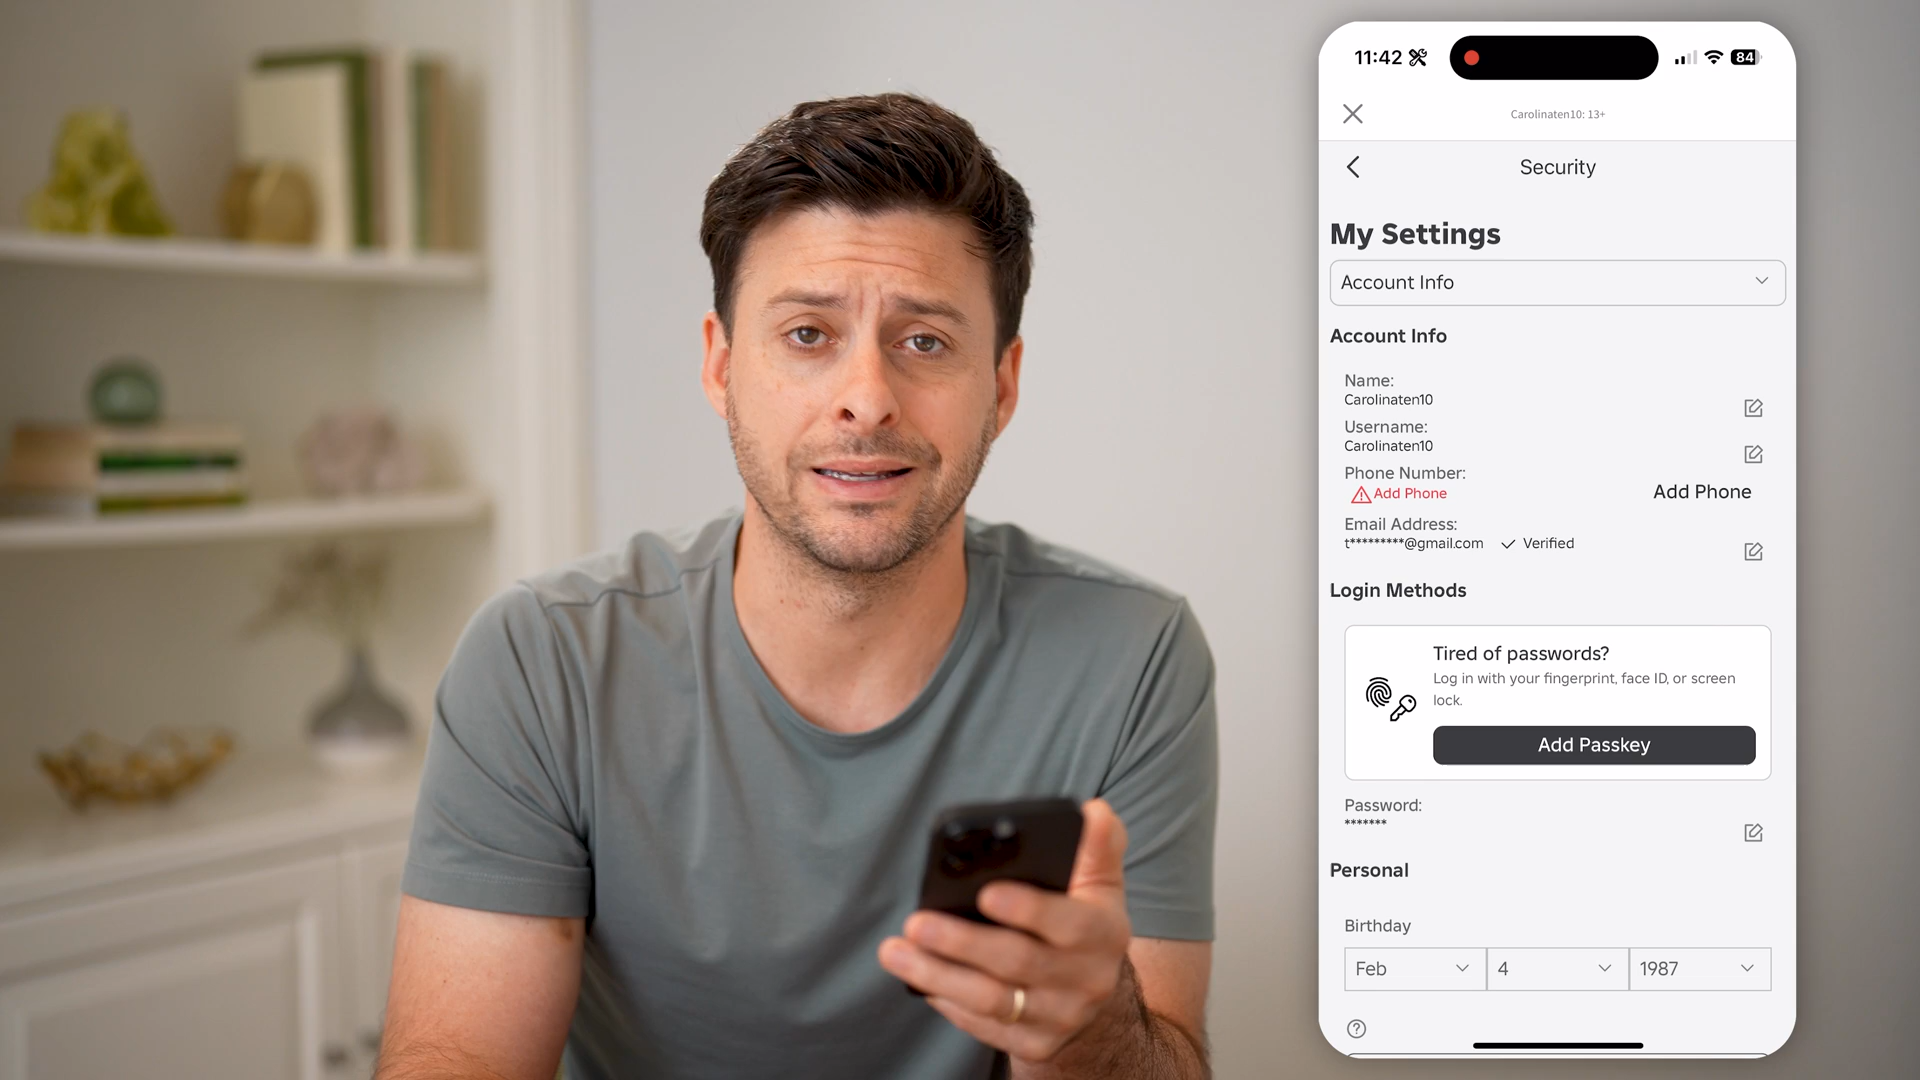 11:42
84
Carolinaten10: 13+
Security
My Settings
Account Info
Account Info
Name:
Carolinaten10
Username:
Carolinaten10
Phone Number:
Add Phone
Add Phone
Email Address:
t*********@gmail.com Verified
Login Methods
Tired of passwords?
Log in with your fingerprint, face ID, or screen
lock.
Add Passkey
Password:
*******
Personal
Birthday
Feb 4 1987